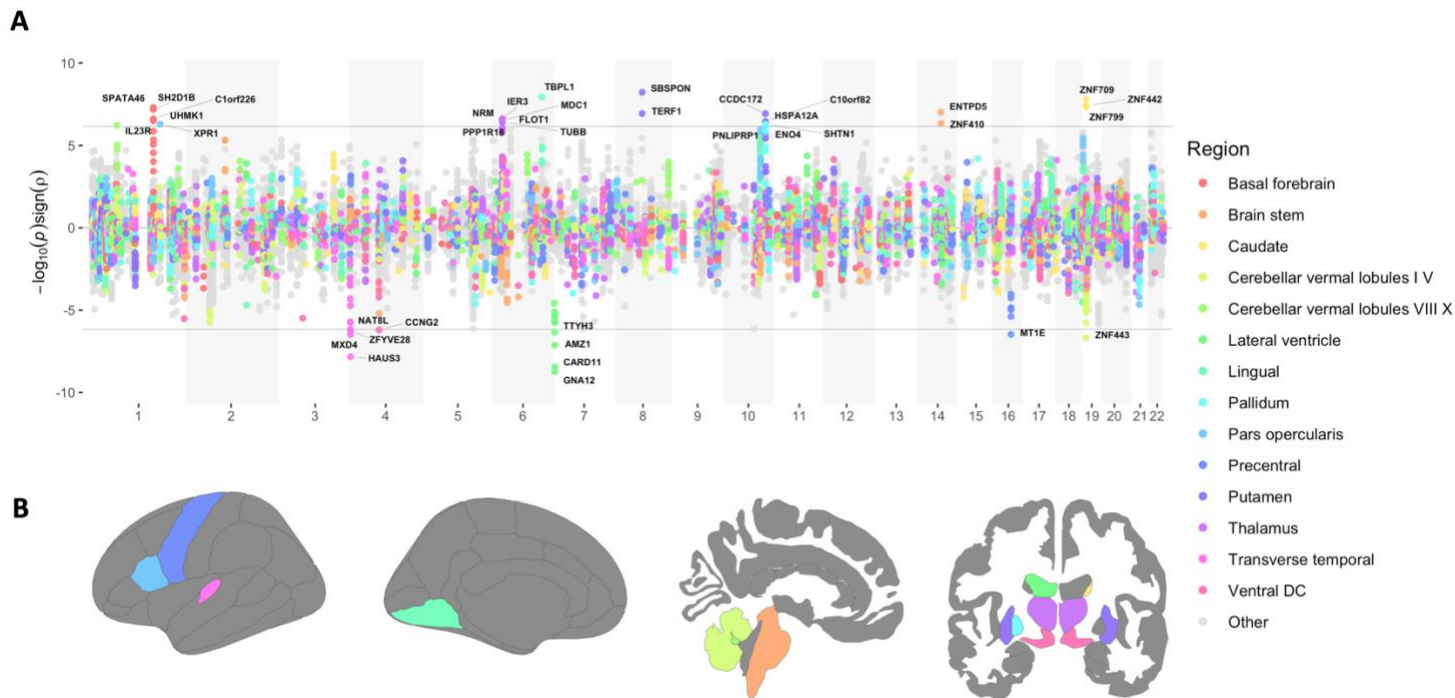 A
10
5
0
-5
-10
−log₁₀(p)sign(ρ)
SPATA46
SH2D1B
C1orf226
UHMK1
IL23R
XPR1
NAT8L
CCNG2
ZFYVE28
MXD4
HAUS3
TBPL1
IER3
NRM
MDC1
FLOT1
PPP1R18
TUBB
TTYH3
AMZ1
CARD11
GNA12
SBSPON
TERF1
CCDC172
C10orf82
HSPA12A
PNLIPRP1
ENO4
SHTN1
ENTPD5
ZNF410
MT1E
ZNF709
ZNF442
ZNF799
ZNF443
1 2 3 4 5 6 7 8 9 10 11 12 13 14 15 16 17 18 19 20 21 22
Region
Basal forebrain
Brain stem
Caudate
Cerebellar vermal lobules I V
Cerebellar vermal lobules VIII X
Lateral ventricle
Lingual
Pallidum
Pars opercularis
Precentral
Putamen
Thalamus
Transverse temporal
Ventral DC
Other
B